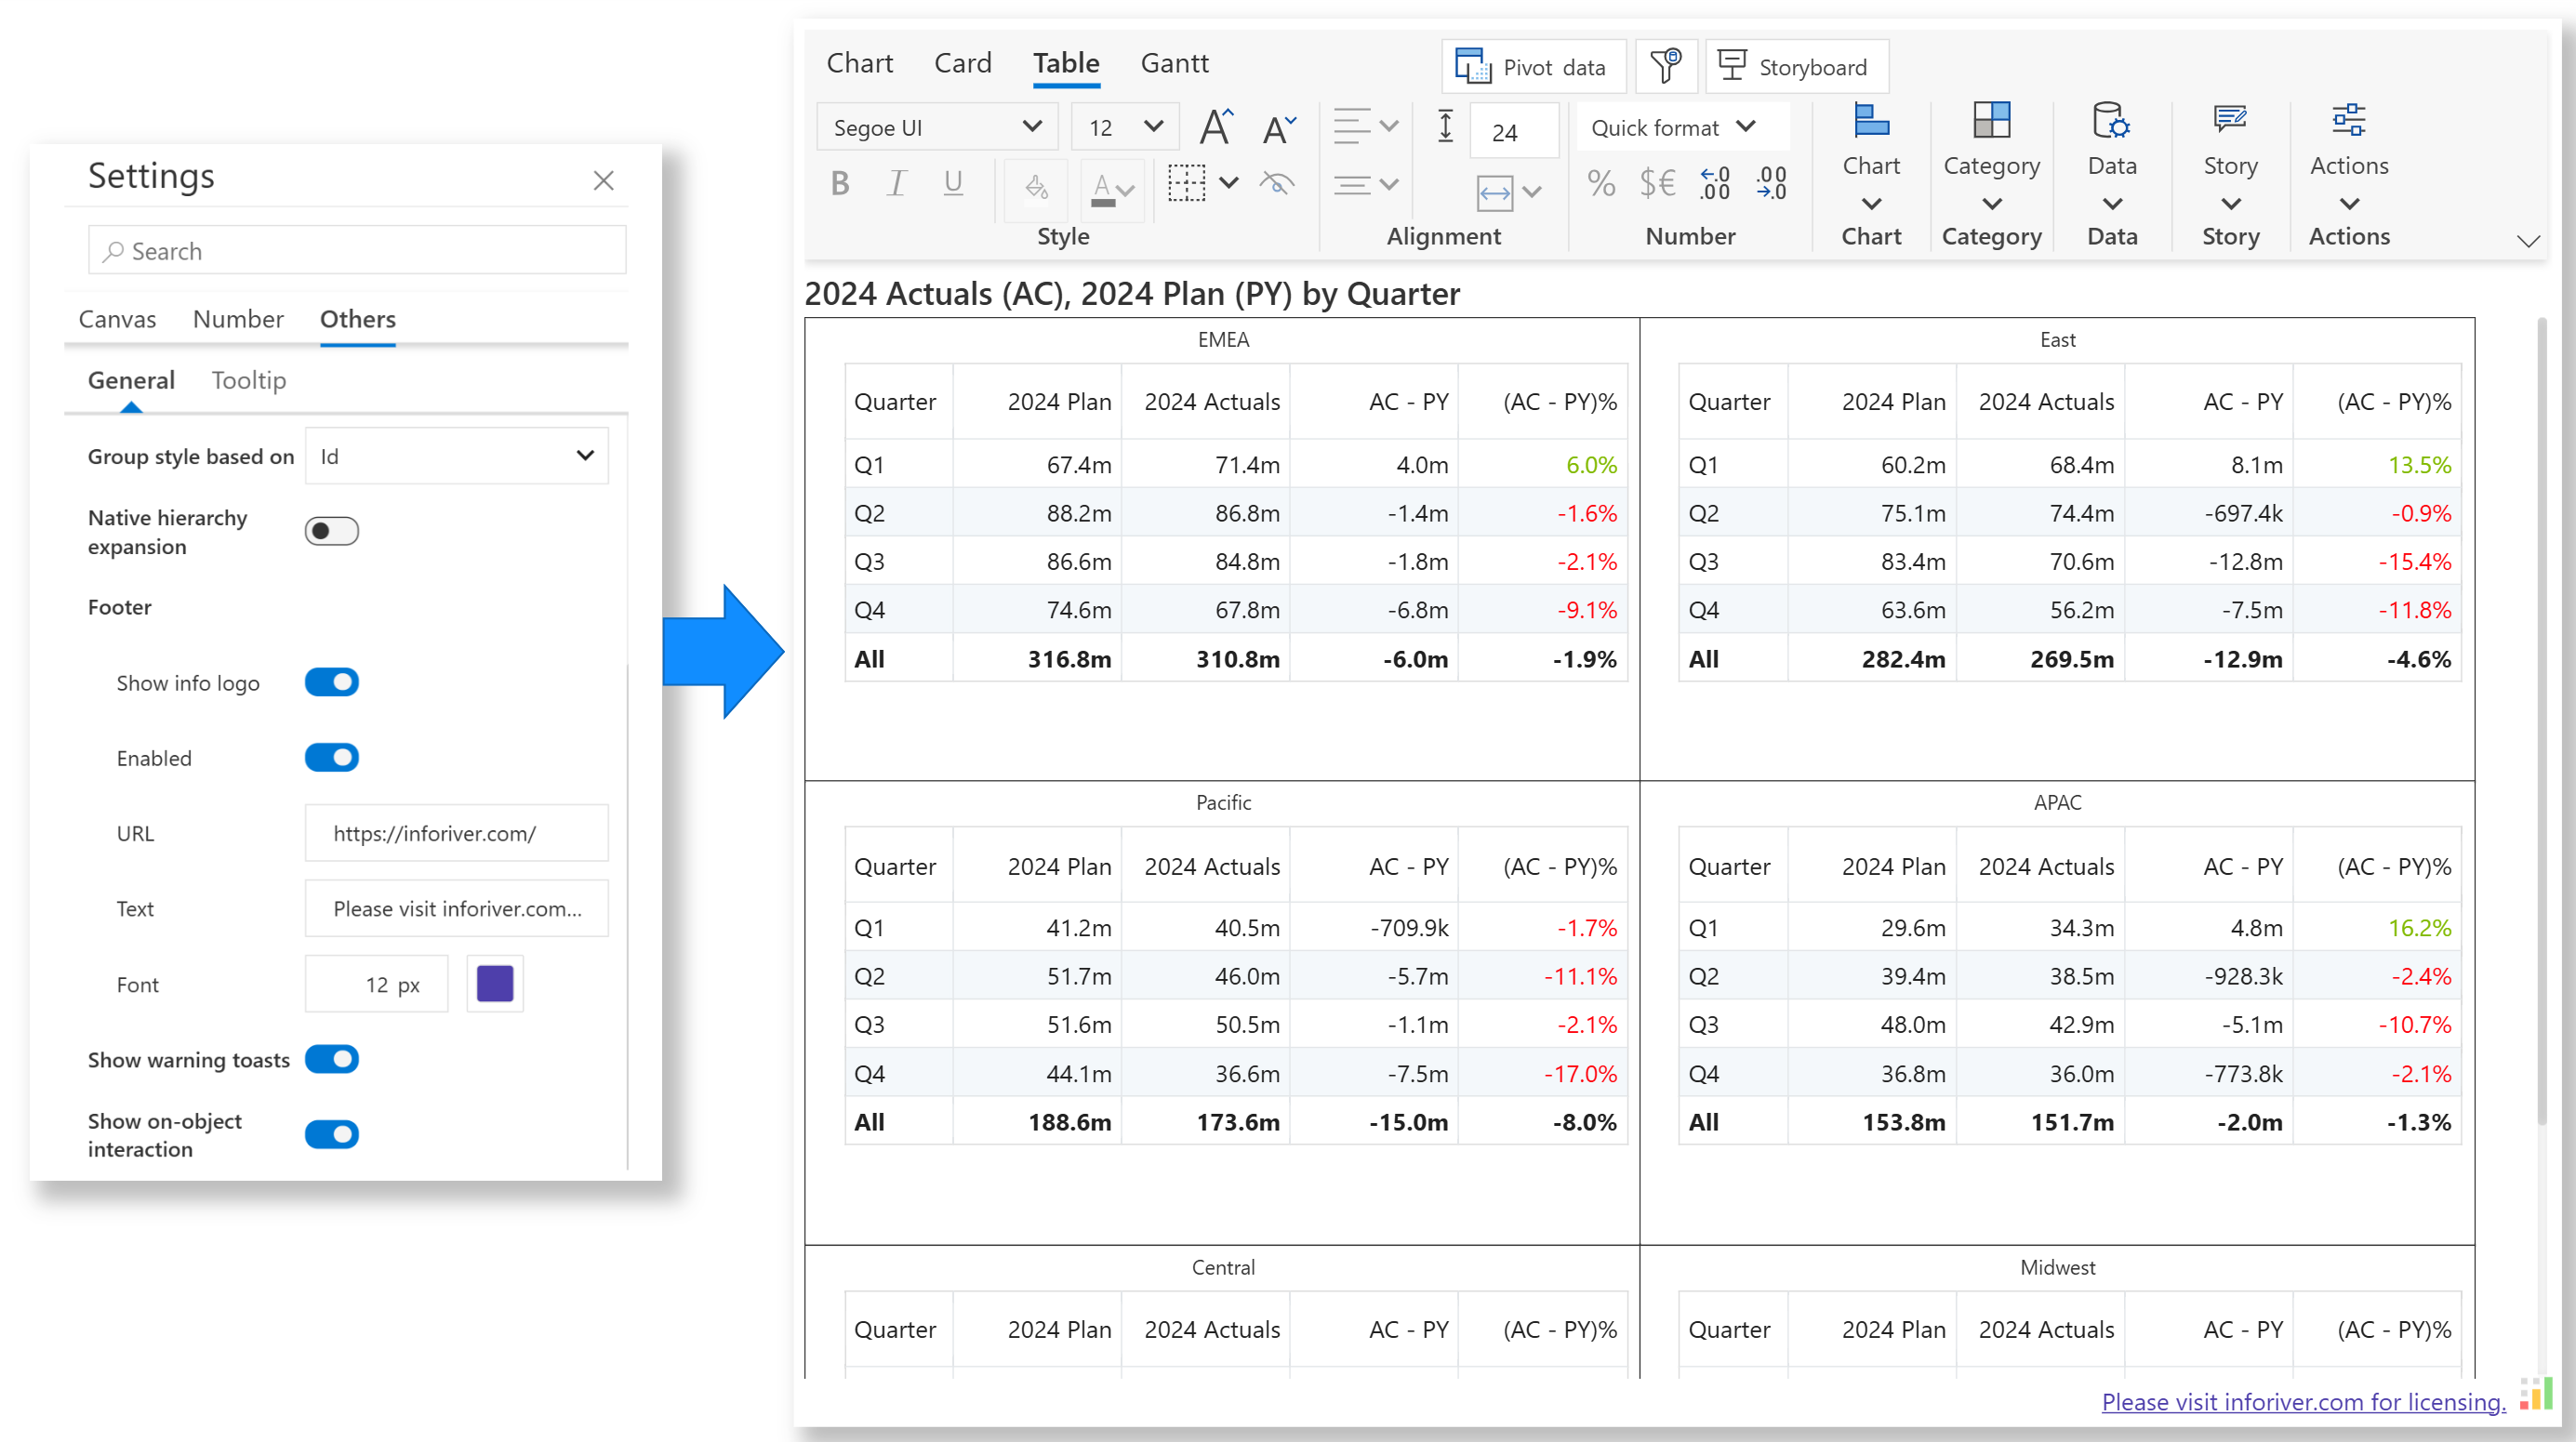 Settings
Search
Canvas Number Others
General Tooltip
Group style based on Id
Native hierarchy
expansion
Footer
Show info logo
Enabled
URL https://inforiver.com/
Text Please visit inforiver.com...
Font 12 px
Show warning toasts
Show on-object
interaction
Chart Card Table Gantt Pivot data Storyboard
Segoe UI 12 A A 24 Quick format
B I U A % $€ .0 .00 .00 .0
Chart Category Data Story Actions
Style Alignment Number Chart Category Data Story Actions
2024 Actuals (AC), 2024 Plan (PY) by Quarter
EMEA
Quarter 2024 Plan 2024 Actuals AC - PY (AC - PY)%
Q1 67.4m 71.4m 4.0m 6.0%
Q2 88.2m 86.8m -1.4m -1.6%
Q3 86.6m 84.8m -1.8m -2.1%
Q4 74.6m 67.8m -6.8m -9.1%
All 316.8m 310.8m -6.0m -1.9%
East
Quarter 2024 Plan 2024 Actuals AC - PY (AC - PY)%
Q1 60.2m 68.4m 8.1m 13.5%
Q2 75.1m 74.4m -697.4k -0.9%
Q3 83.4m 70.6m -12.8m -15.4%
Q4 63.6m 56.2m -7.5m -11.8%
All 282.4m 269.5m -12.9m -4.6%
Pacific
Quarter 2024 Plan 2024 Actuals AC - PY (AC - PY)%
Q1 41.2m 40.5m -709.9k -1.7%
Q2 51.7m 46.0m -5.7m -11.1%
Q3 51.6m 50.5m -1.1m -2.1%
Q4 44.1m 36.6m -7.5m -17.0%
All 188.6m 173.6m -15.0m -8.0%
APAC
Quarter 2024 Plan 2024 Actuals AC - PY (AC - PY)%
Q1 29.6m 34.3m 4.8m 16.2%
Q2 39.4m 38.5m -928.3k -2.4%
Q3 48.0m 42.9m -5.1m -10.7%
Q4 36.8m 36.0m -773.8k -2.1%
All 153.8m 151.7m -2.0m -1.3%
Central
Quarter 2024 Plan 2024 Actuals AC - PY (AC - PY)%
Midwest
Quarter 2024 Plan 2024 Actuals AC - PY (AC - PY)%
Please visit inforiver.com for licensing.